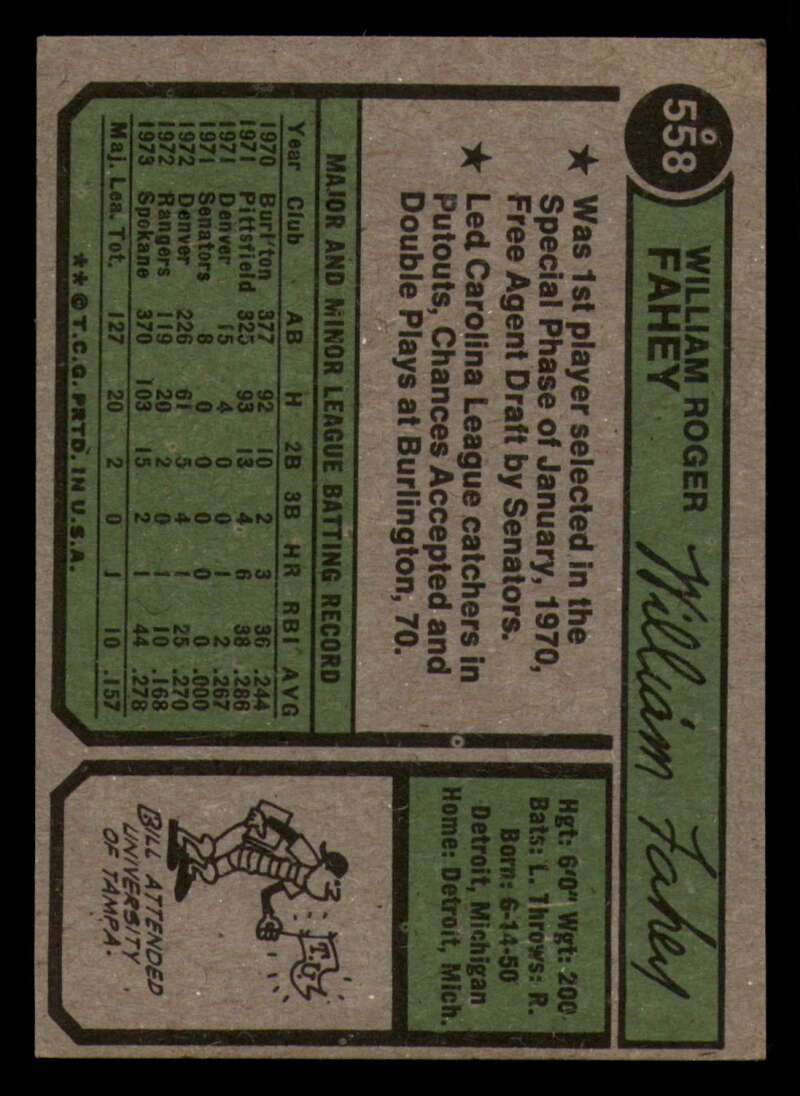 558
WILLIAM ROGER
FAHEY
William Fahey
★ Was 1st player selected in the
Special Phase of January, 1970,
Free Agent Draft by Senators.
★ Led Carolina League catchers in
Putouts, Chances Accepted and
Double Plays at Burlington, 70.
MAJOR AND MINOR LEAGUE BATTING RECORD
Year Club AB H 2B 3B HR RBI AVG
1970 Burl'ton 377 92 10 2 3 36 .244
1971 Pittsfield 325 93 13 4 6 38 .286
1971 Denver 15 4 0 0 1 2 .267
1971 Senators 8 0 0 0 0 0 .000
1972 Denver 226 61 5 4 1 25 .270
1972 Rangers 119 20 2 0 1 10 .168
1973 Spokane 370 103 15 2 1 44 .278
Maj. Lea. Tot. 127 20 2 0 1 10 .157
**© T.C.G. PRTD. IN U.S.A.
Hgt: 6'0" Wgt: 200
Bats: L. Throws: R.
Born: 6-14-50
Detroit, Michigan
Home: Detroit, Mich.
T.U.
BILL ATTENDED
UNIVERSITY
OF TAMPA.